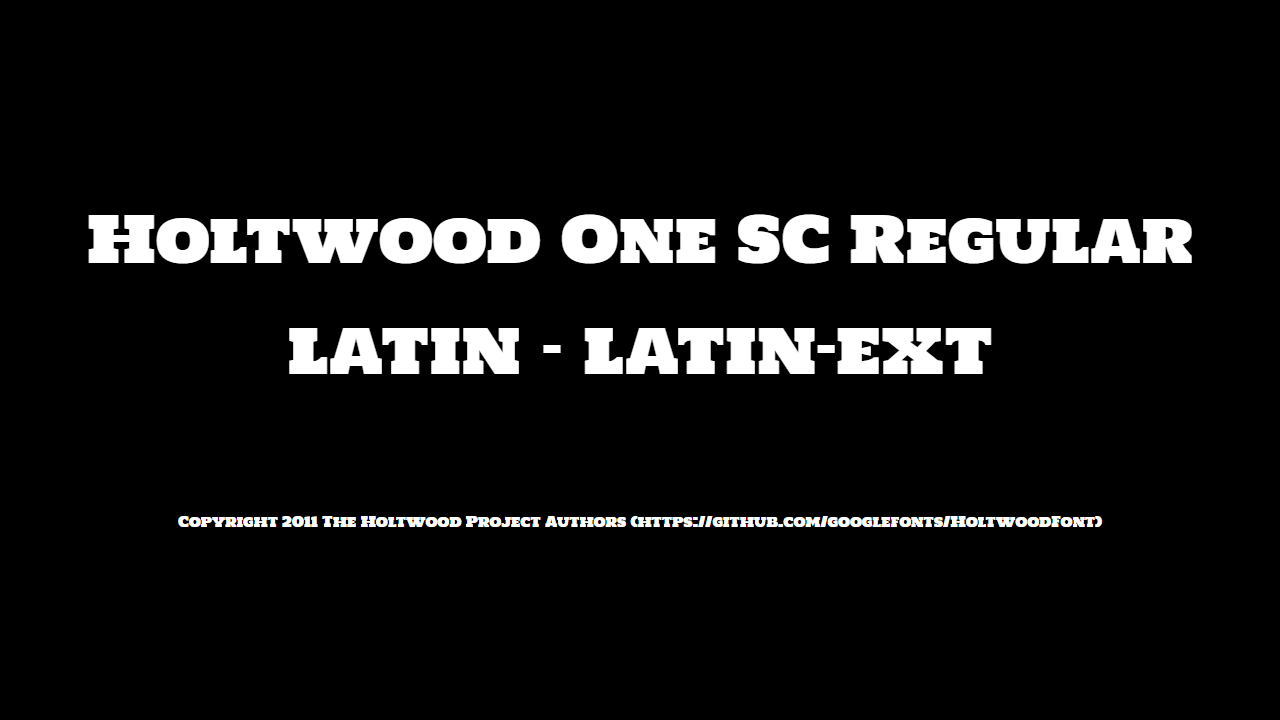 Holtwood One SC Regular
latin - latin-ext
Copyright 2011 The Holtwood Project Authors (https://github.com/googlefonts/HoltwoodFont)